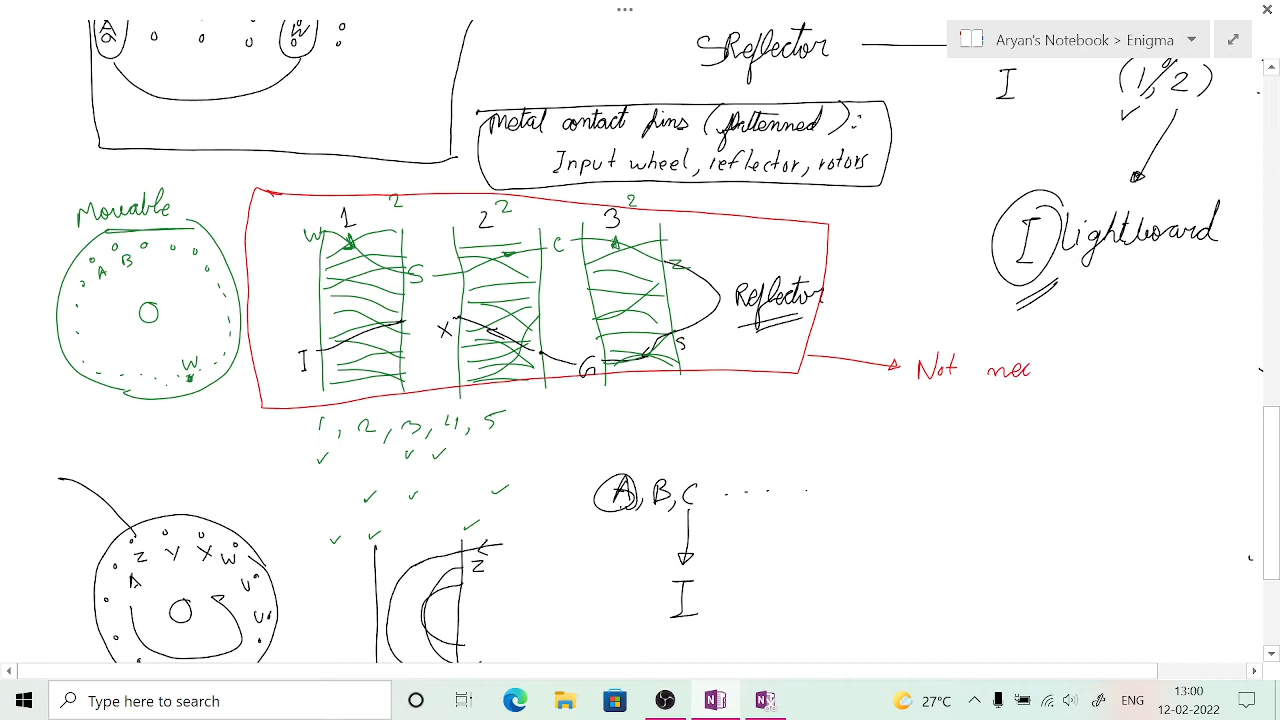 Aryan's Notebook > Enigma
A
a
W
o
Reflector
I
(1, 2)
metal contact pins (patterned):
Input wheel, reflector, rotors
I lightboard
Movable
A B
W
1 2
2 2
3 2
W
S
C
Z
I
X
G
S
Reflector
Not nec
1, 2, 3, 4, 5
A, B, C . . . . .
I
A Z Y X W V U
Z
Type here to search
27°C
ENG
13:00
12-02-2022